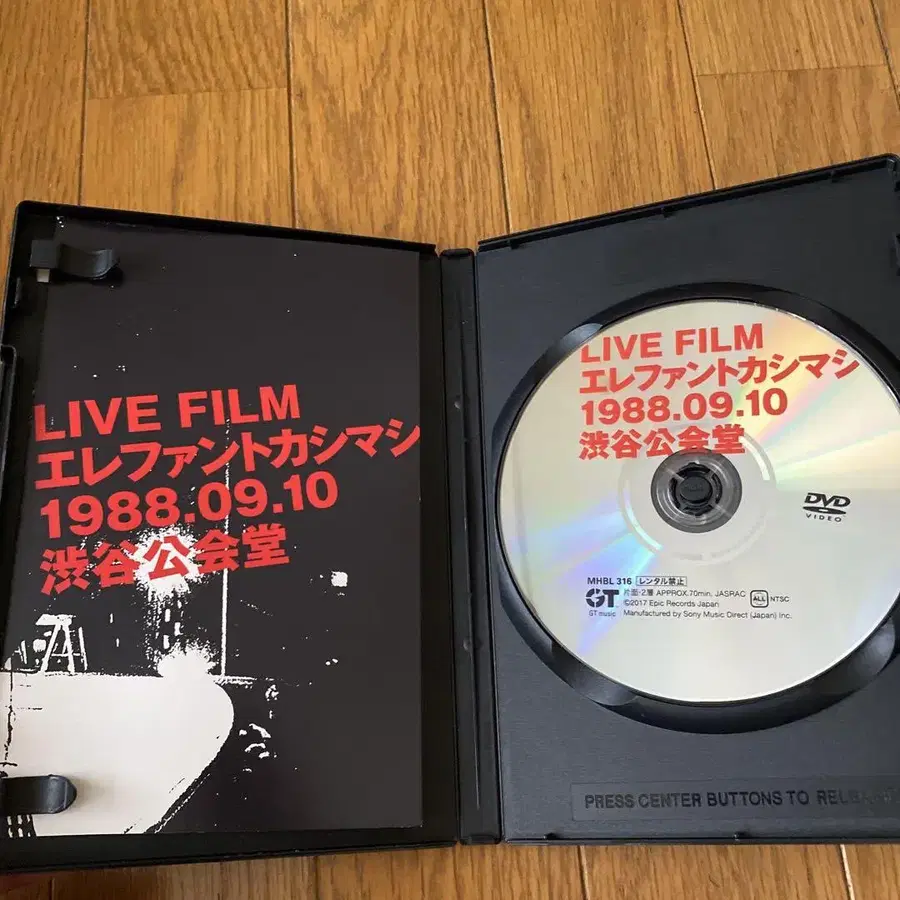 LIVE FILM
エレファントカシマシ
1988.09.10
渋谷公会堂
LIVE FILM
エレファントカシマシ
1988.09.10
渋谷公会堂
DVD
VIDEO
MHBL 316 レンタル禁止
GT 片面・2層 APPROX.70min. JASRAC ALL NTSC
©2017 Epic Records Japan
GT music Manufactured by Sony Music Direct (Japan) Inc.
PRESS CENTER BUTTONS TO